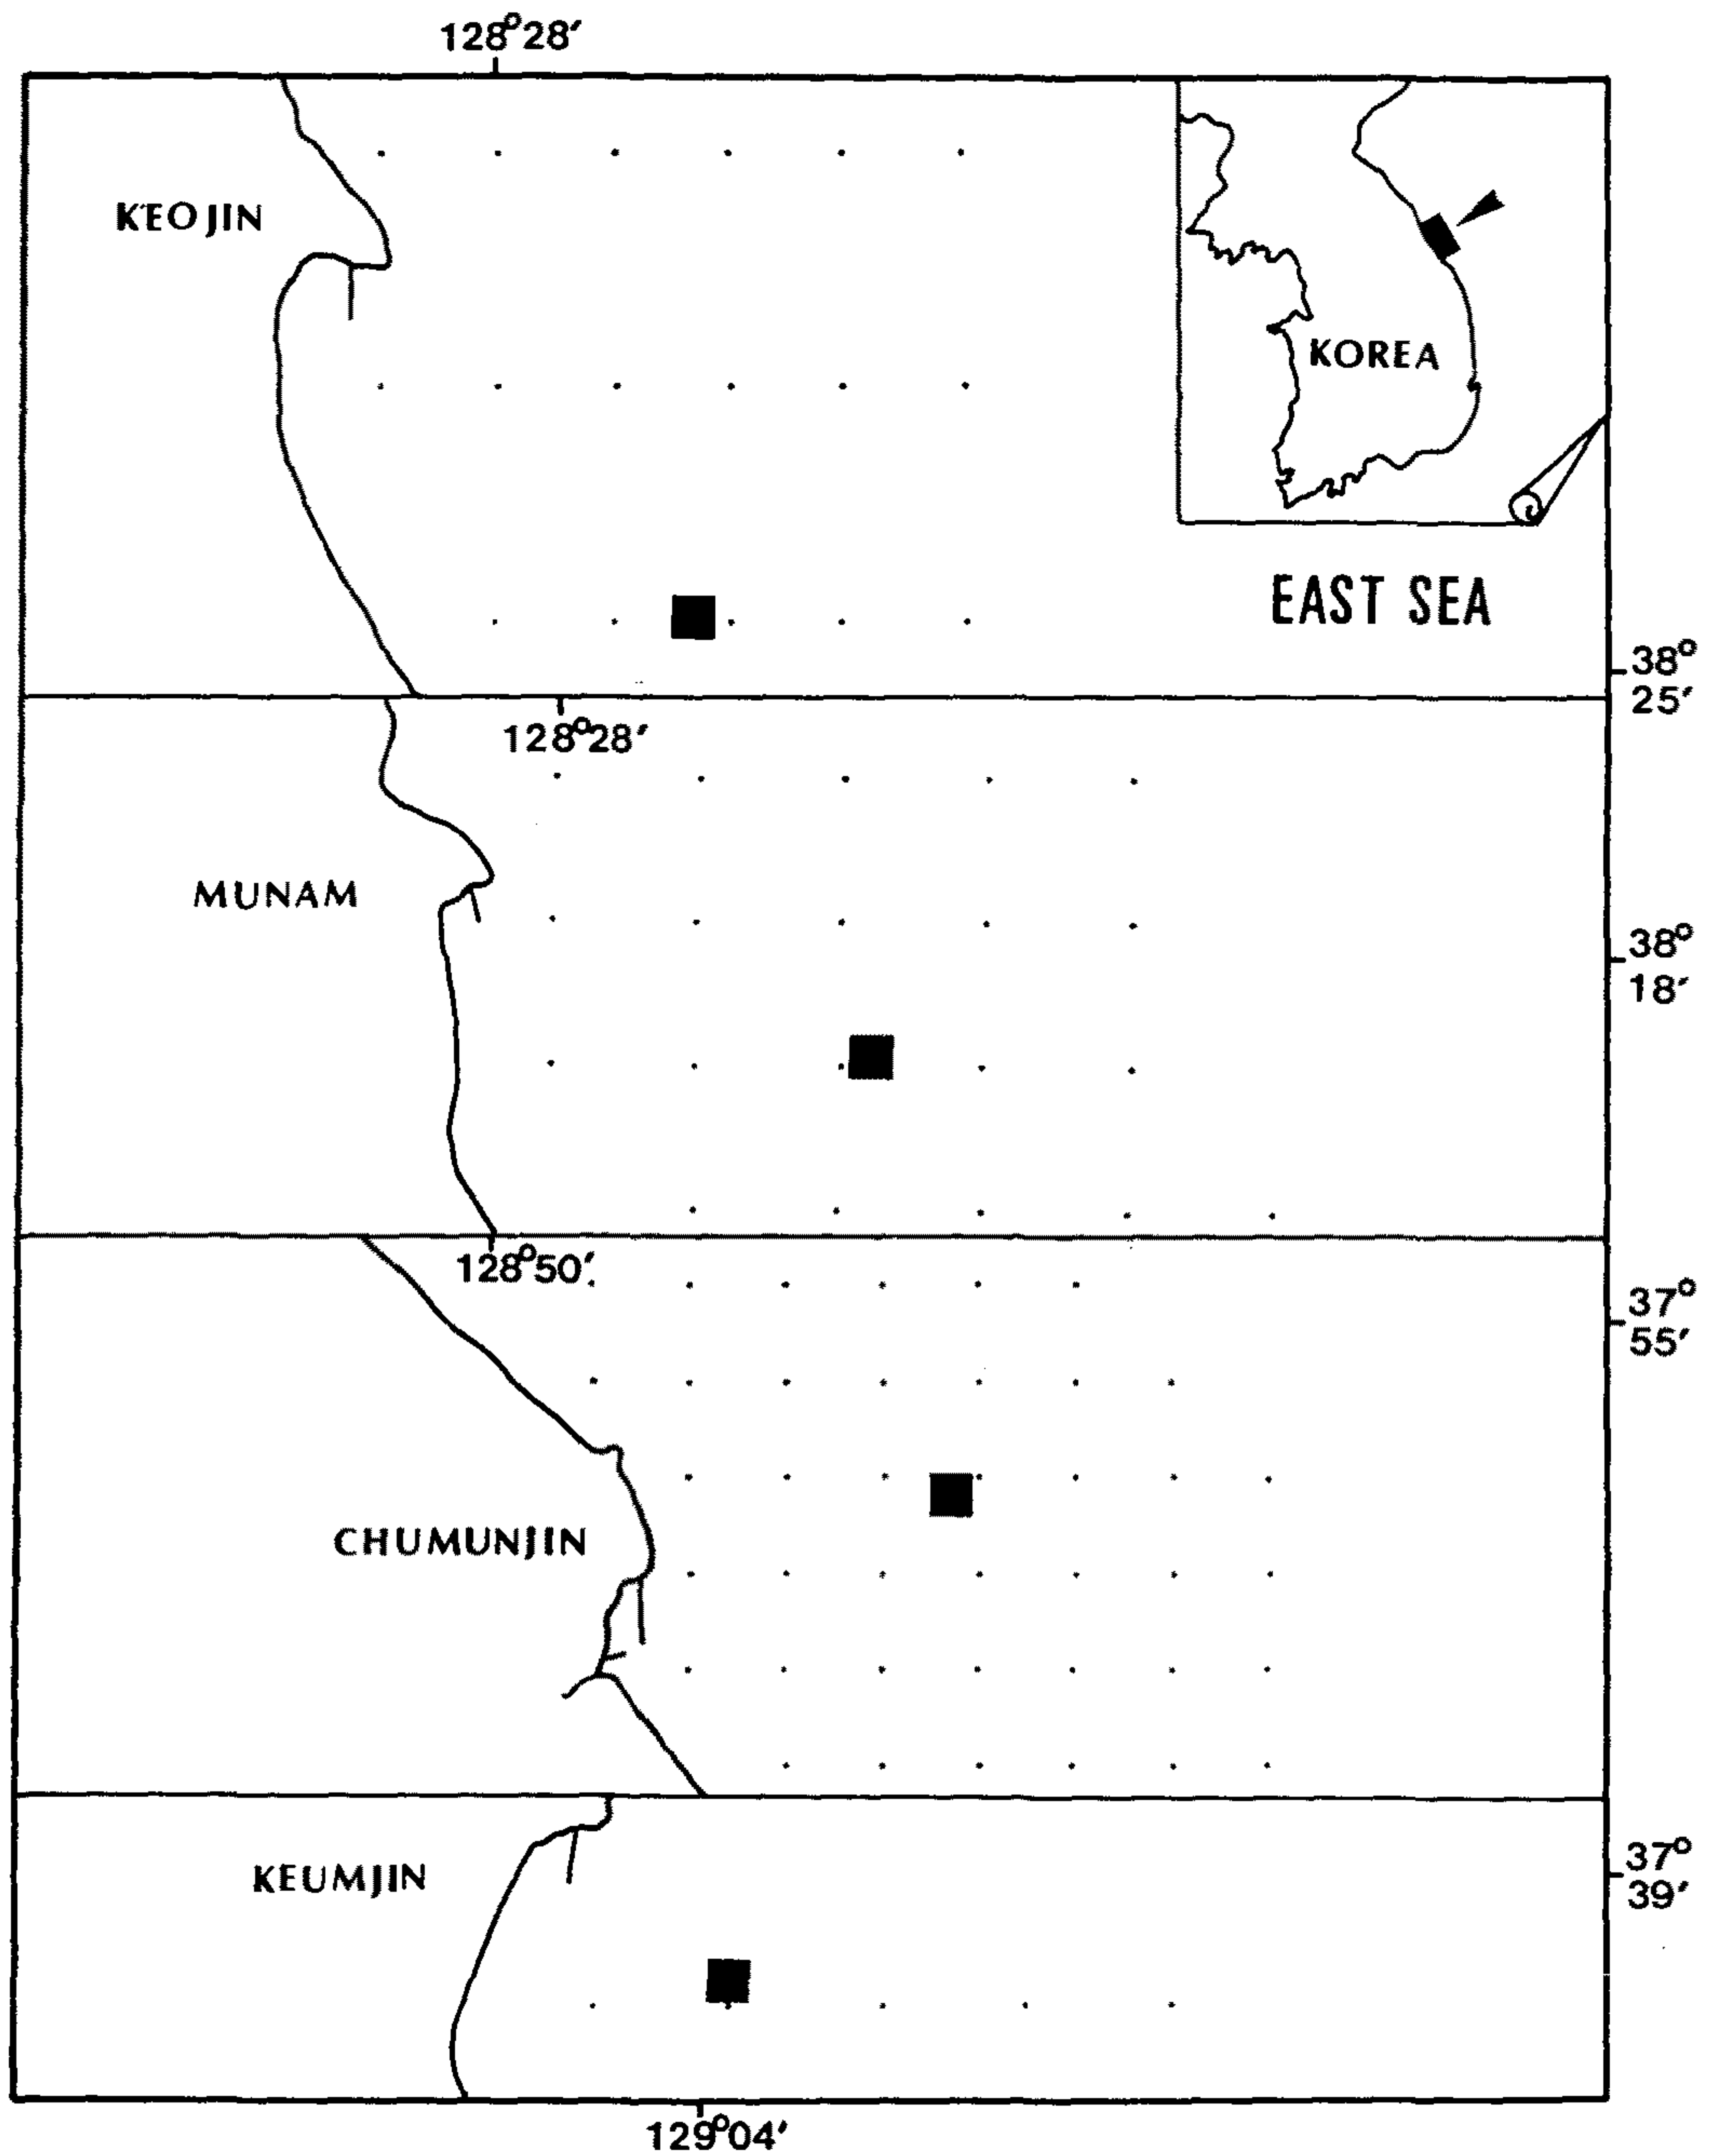 128°28′
KEOJIN
KOREA
EAST SEA
38°
25′
128°28′
MUNAM
38°
18′
128°50′
37°
55′
CHUMUNJIN
37°
39′
KEUMJIN
129°04′